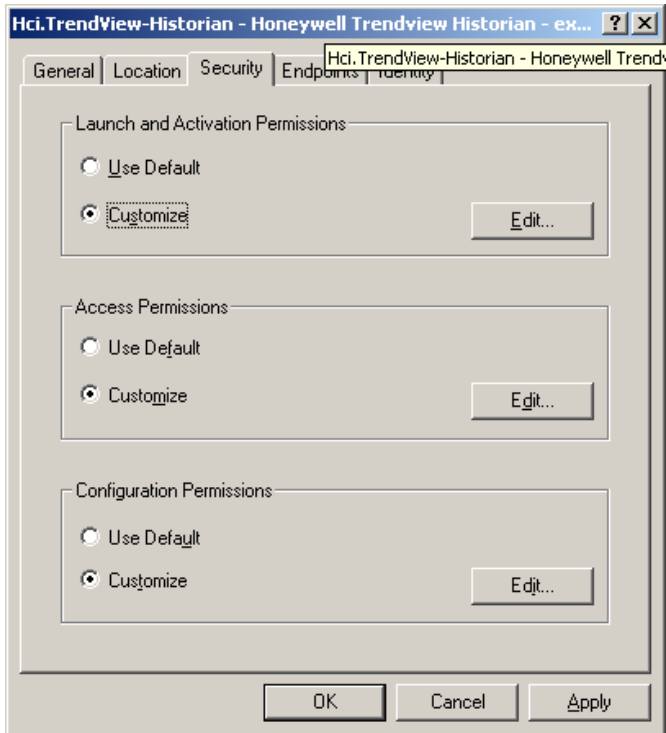 Hci.TrendView-Historian - Honeywell Trendview Historian - ex...
Hci.TrendView-Historian - Honeywell Trendv
General
Location
Security
Endpoints
Identity
Launch and Activation Permissions
Use Default
Customize
Edit...
Access Permissions
Use Default
Customize
Edit...
Configuration Permissions
Use Default
Customize
Edit...
OK
Cancel
Apply